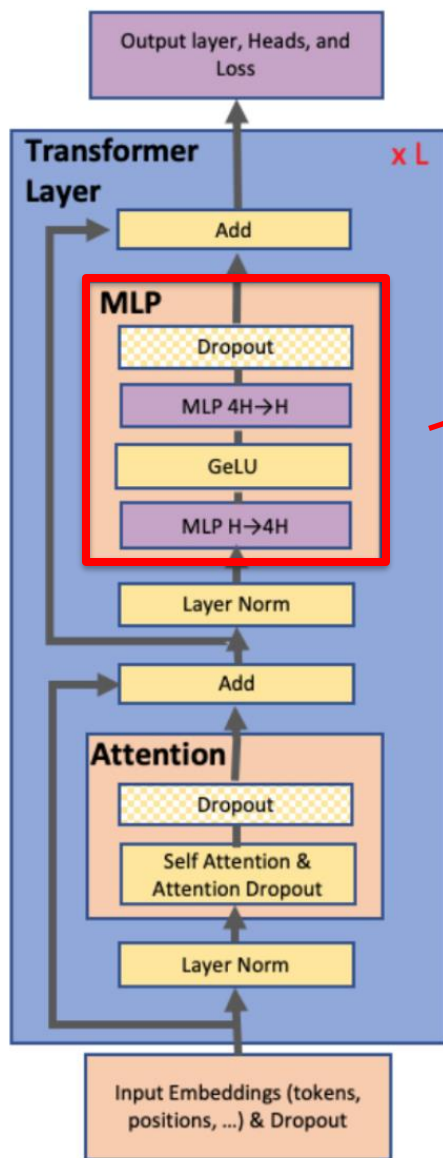 Output layer, Heads, and
Loss
Transformer
Layer
x L
Add
MLP
Dropout
MLP 4H→H
GeLU
MLP H→4H
Layer Norm
Add
Attention
Dropout
Self Attention &
Attention Dropout
Layer Norm
Input Embeddings (tokens,
positions, ...) & Dropout